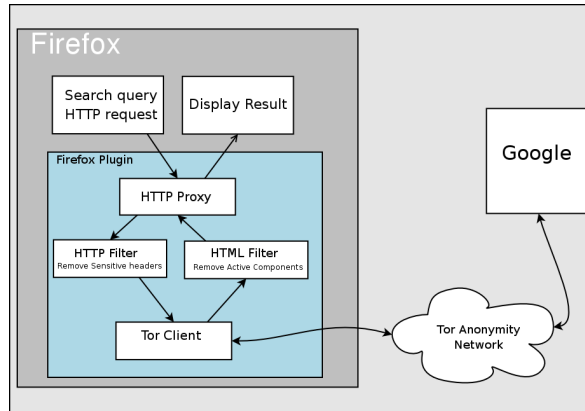 Firefox
Search query
HTTP request
Display Result
Google
Firefox Plugin
HTTP Proxy
HTTP Filter
Remove Sensitive headers
HTML Filter
Remove Active Components
Tor Client
Tor Anonymity
Network